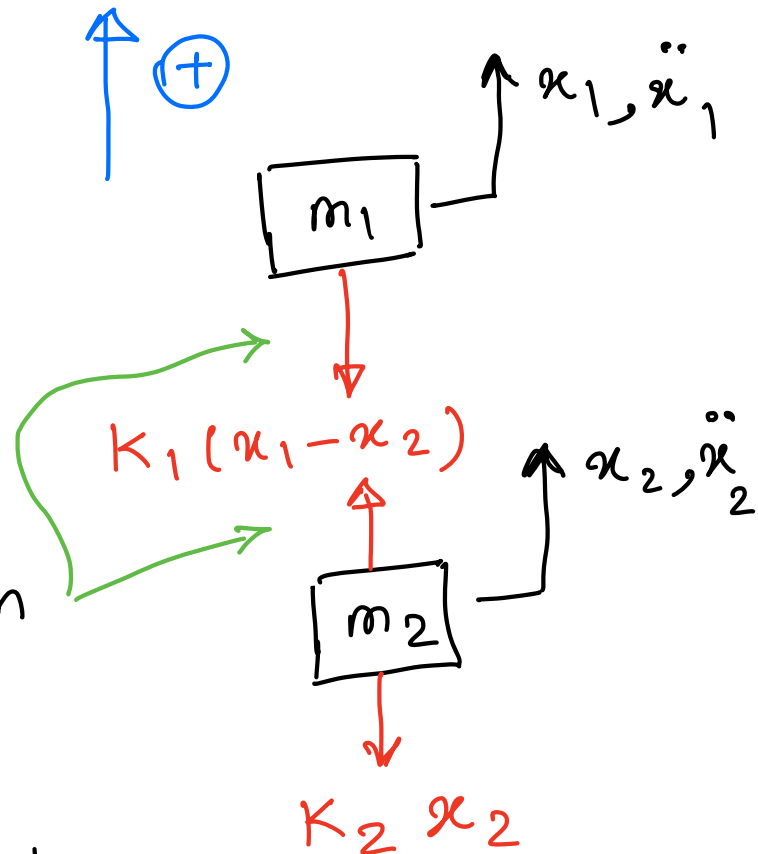 +
x₁, ẍ₁
m₁
K₁(x₁-x₂)
x₂, ẍ₂
n
m₂
K₂ x₂